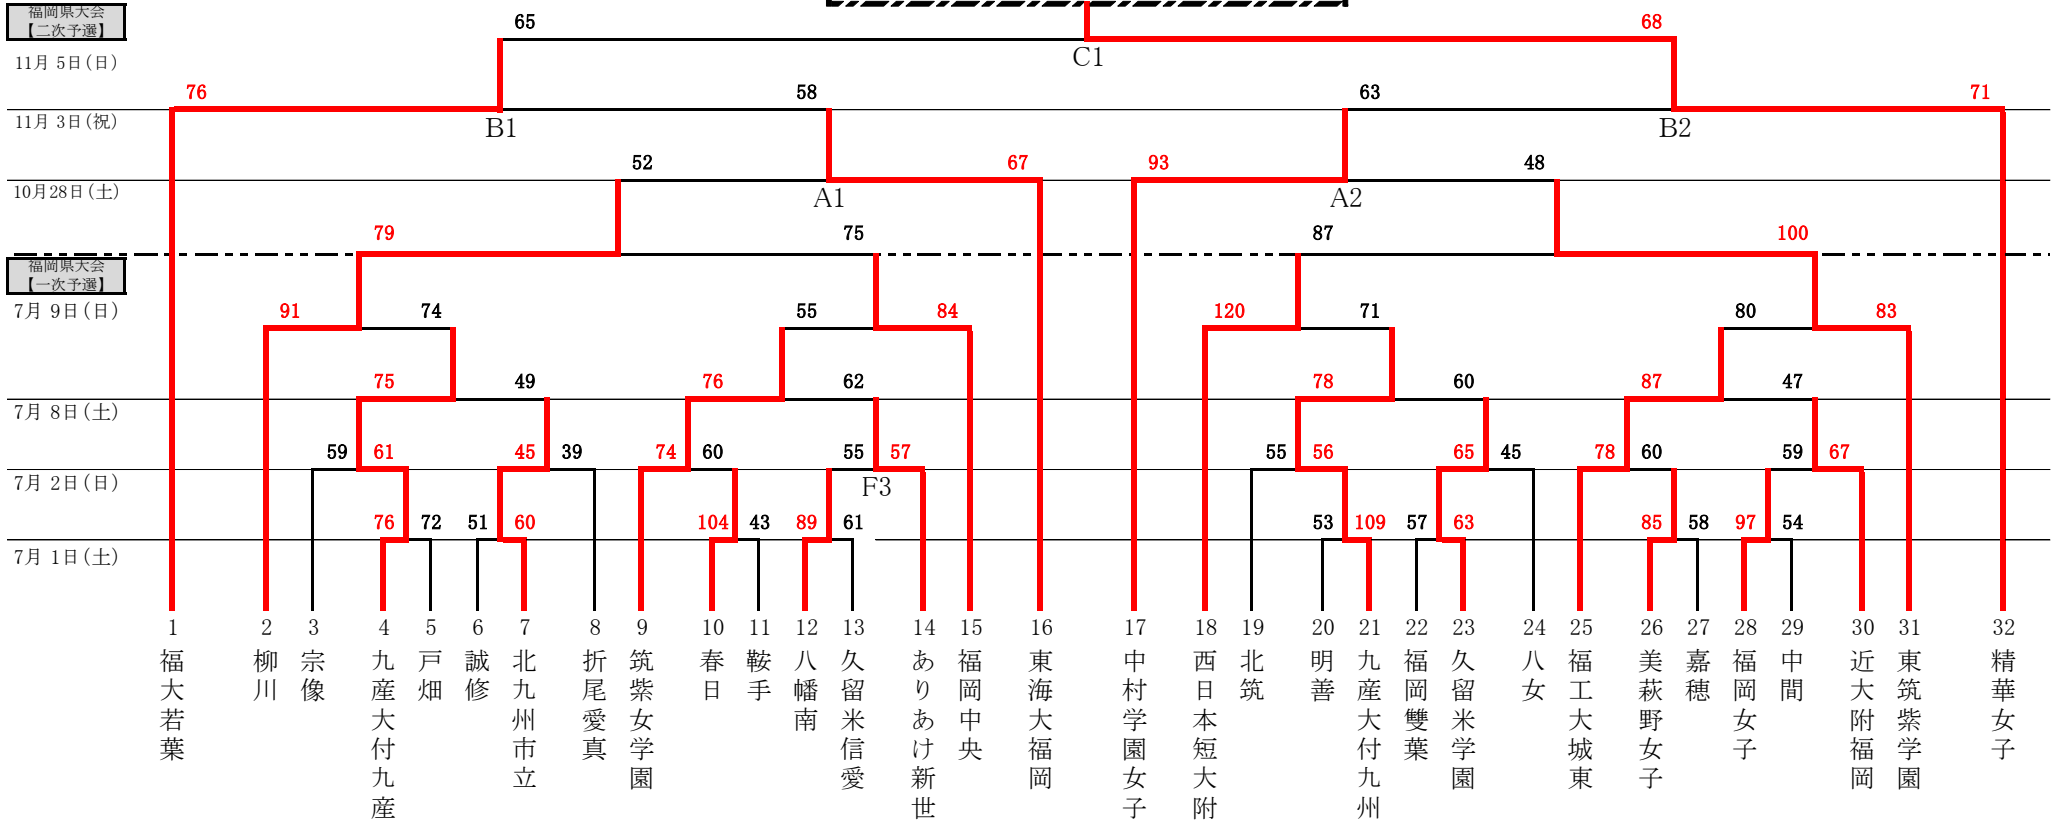 福岡県大会
【二次予選】
65
68
C1
11月 5日(日)
76
58
63
71
11月 3日(祝)
B1
B2
52
67
93
48
10月28日(土)
A1
A2
79
75
87
100
福岡県大会
【一次予選】
7月 9日(日)
91
74
55
84
120
71
80
83
75
49
76
62
78
60
87
47
7月 8日(土)
59
61
45
39
74
60
55
57
55
56
65
45
78
60
59
67
7月 2日(日)
F3
76
72
51
60
104
43
89
61
53
109
57
63
85
58
97
54
7月 1日(土)
1
2
3
4
5
6
7
8
9
10
11
12
13
14
15
16
17
18
19
20
21
22
23
24
25
26
27
28
29
30
31
32
福大若葉
柳川
宗像
九産大付九産
戸畑
誠修
北九州市立
折尾愛真
筑紫女学園
春日
鞍手
八幡南
久留米信愛
ありあけ新世
福岡中央
東海大福岡
中村学園女子
西日本短大附
北筑
明善
九産大付九州
福岡雙葉
久留米学園
八女
福工大城東
美萩野女子
嘉穂
福岡女子
中間
近大附福岡
東筑紫学園
精華女子